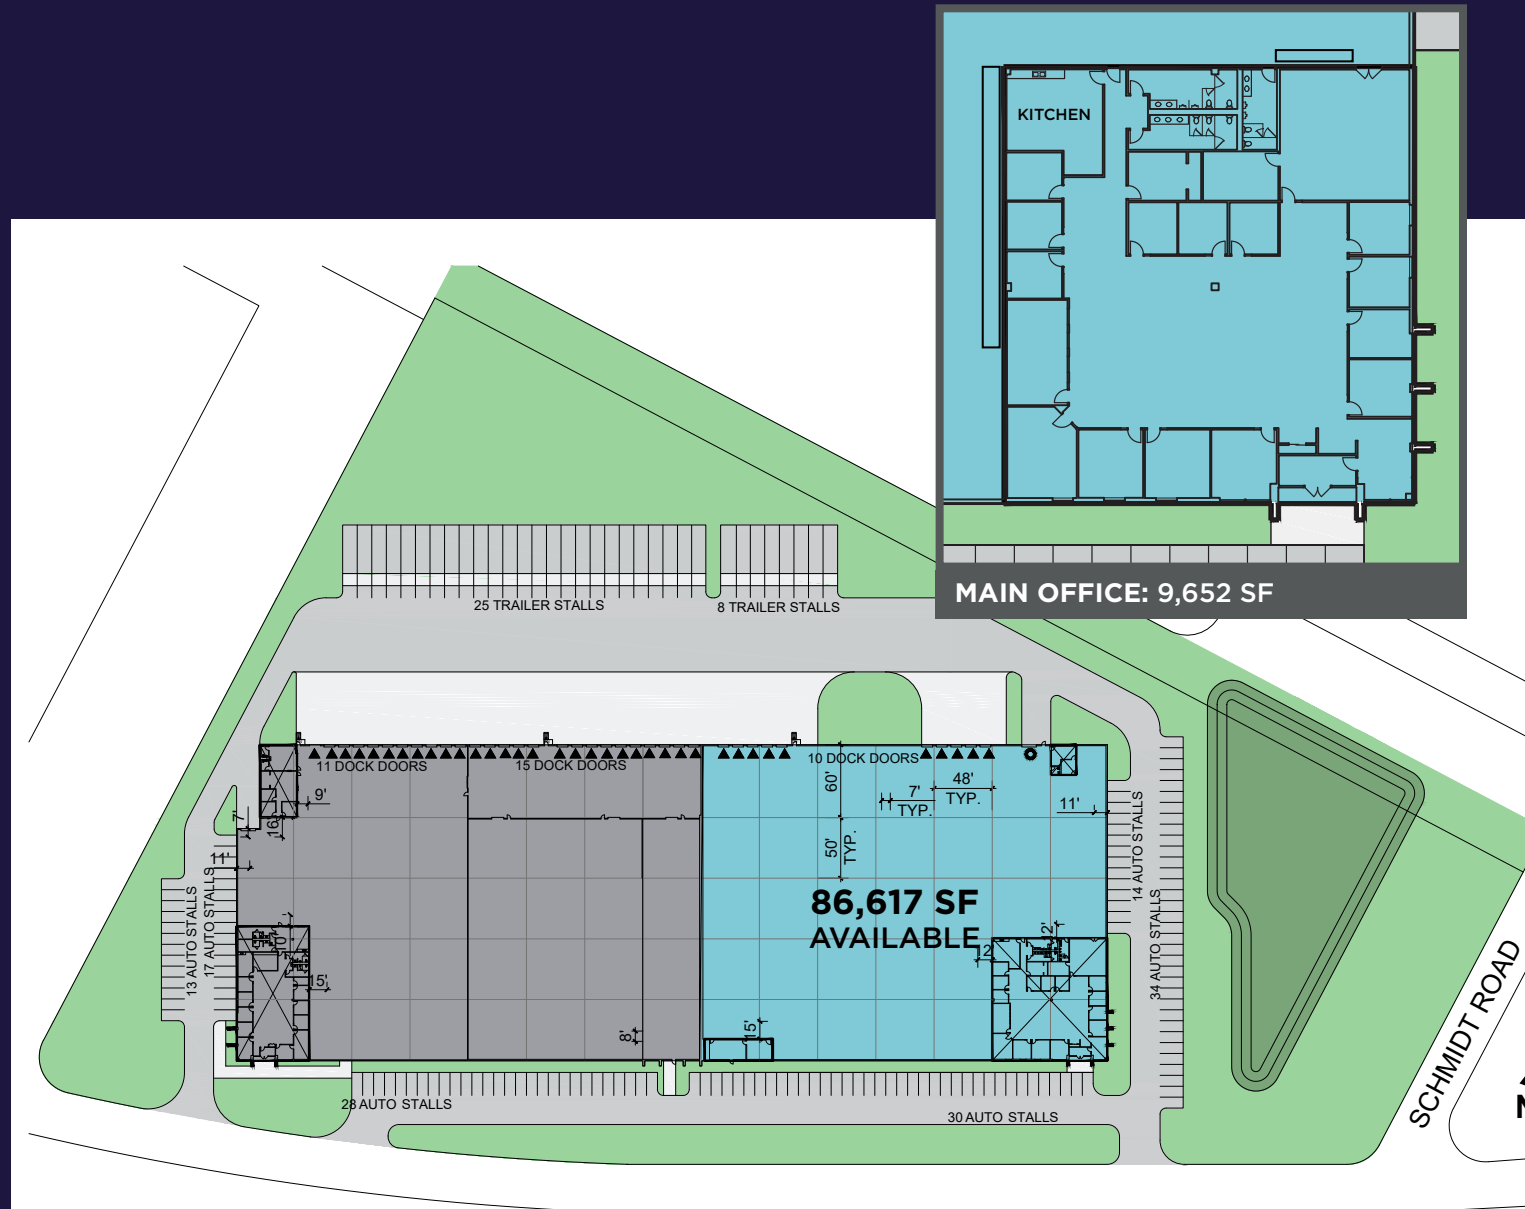 KITCHEN
MAIN OFFICE: 9,652 SF
25 TRAILER STALLS
8 TRAILER STALLS
11 DOCK DOORS
15 DOCK DOORS
10 DOCK DOORS
9'
60'
7'
TYP.
48'
TYP.
11'
7'
16'
11'
50'
TYP.
14 AUTO STALLS
86,617 SF
AVAILABLE
13 AUTO STALLS
17 AUTO STALLS
10'
15'
12'
12'
34 AUTO STALLS
8'
15'
SCHMIDT ROAD
28 AUTO STALLS
30 AUTO STALLS